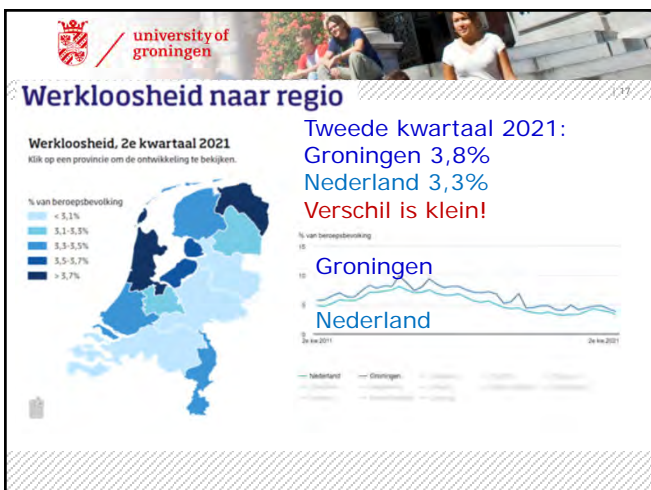 university of
groningen
Werkloosheid naar regio
| 17
Werkloosheid, 2e kwartaal 2021
Klik op een provincie om de ontwikkeling te bekijken.
% van beroepsbevolking
< 3,1%
3,1-3,3%
3,3-3,5%
3,5-3,7%
> 3,7%
Tweede kwartaal 2021:
Groningen 3,8%
Nederland 3,3%
Verschil is klein!
% van beroepsbevolking
15
10
5
0
Groningen
Nederland
2e kw.2011
2e kw.2021
Nederland
Groningen